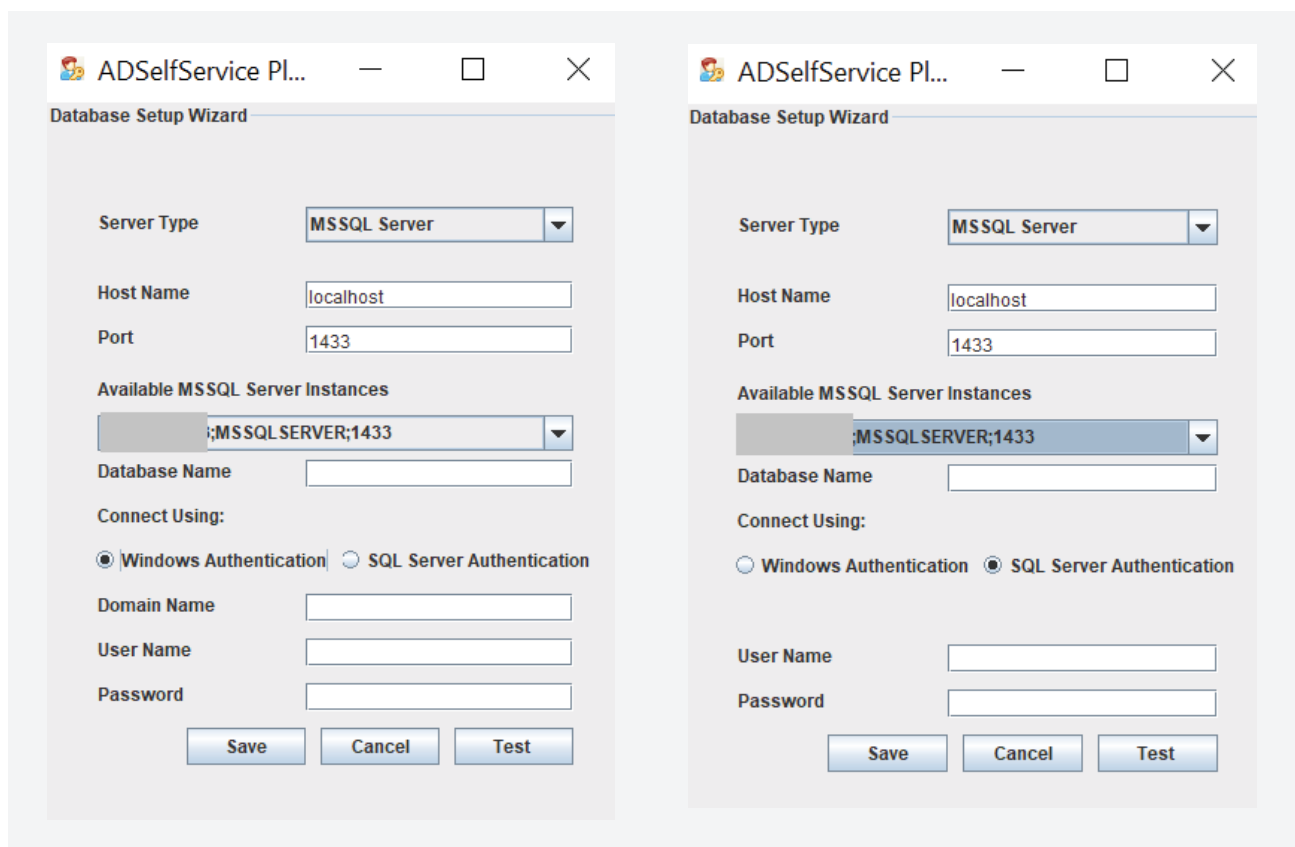 ADSelfService Pl...
Database Setup Wizard
Server Type MSSQL Server
Host Name localhost
Port 1433
Available MSSQL Server Instances
;MSSQLSERVER;1433
Database Name
Connect Using:
Windows Authentication SQL Server Authentication
Domain Name
User Name
Password
Save Cancel Test
ADSelfService Pl...
Database Setup Wizard
Server Type MSSQL Server
Host Name localhost
Port 1433
Available MSSQL Server Instances
;MSSQLSERVER;1433
Database Name
Connect Using:
Windows Authentication SQL Server Authentication
User Name
Password
Save Cancel Test